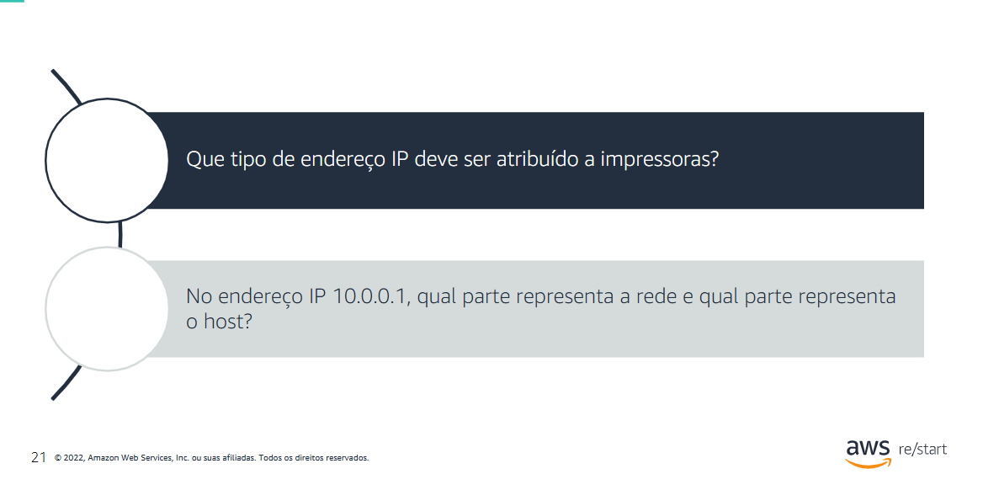 Que tipo de endereço IP deve ser atribuído a impressoras?
No endereço IP 10.0.0.1, qual parte representa a rede e qual parte representa
o host?
21 © 2022, Amazon Web Services, Inc. ou suas afiliadas. Todos os direitos reservados.
aws re/start